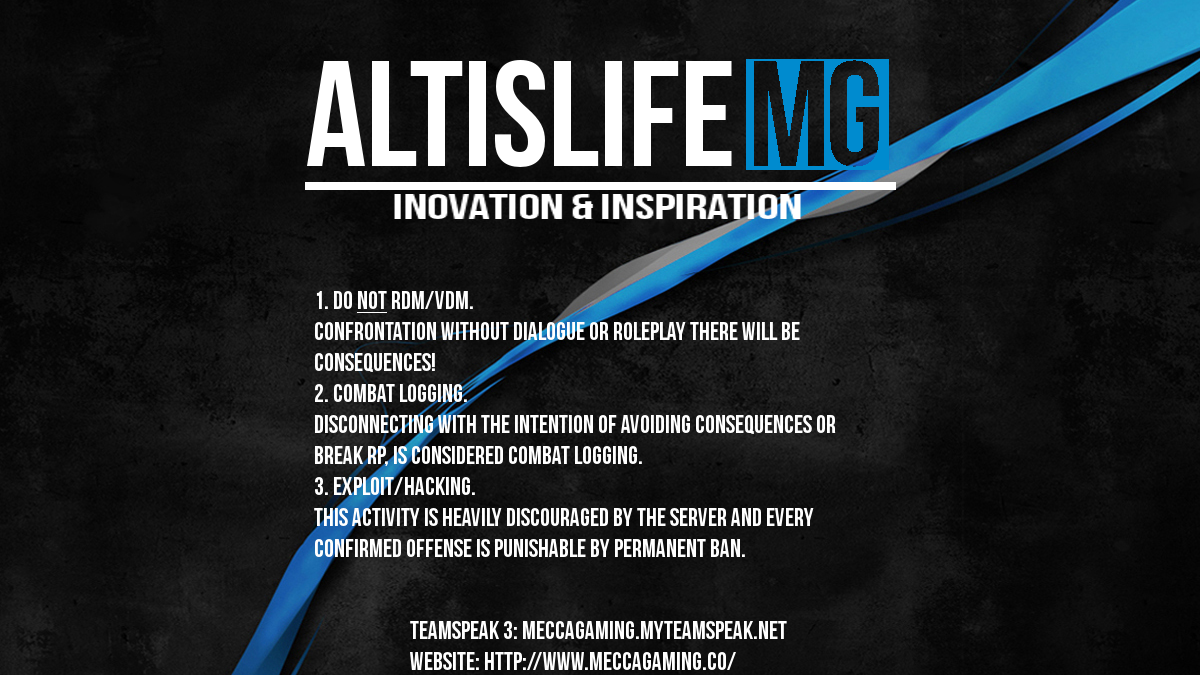 ALTISLIFE MG
INOVATION & INSPIRATION
1. DO NOT RDM/VDM.
CONFRONTATION WITHOUT DIALOGUE OR ROLEPLAY THERE WILL BE
CONSEQUENCES!
2. COMBAT LOGGING.
DISCONNECTING WITH THE INTENTION OF AVOIDING CONSEQUENCES OR
BREAK RP, IS CONSIDERED COMBAT LOGGING.
3. EXPLOIT/HACKING.
THIS ACTIVITY IS HEAVILY DISCOURAGED BY THE SERVER AND EVERY
CONFIRMED OFFENSE IS PUNISHABLE BY PERMANENT BAN.
TEAMSPEAK 3: MECCAGAMING.MYTEAMSPEAK.NET
WEBSITE: HTTP://WWW.MECCAGAMING.CO/